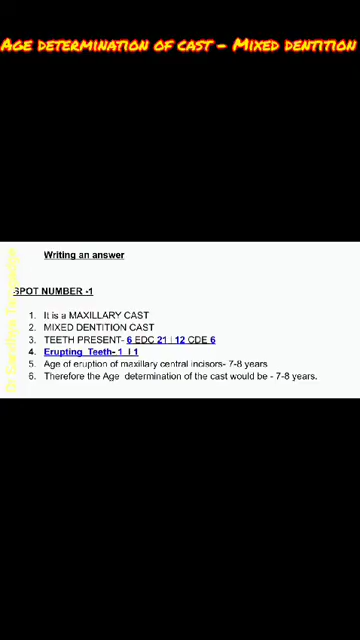 AGE DETERMINATION OF CAST - MIXED DENTITION
Writing an answer
SPOT NUMBER -1
1. It is a MAXILLARY CAST
2. MIXED DENTITION CAST
3. TEETH PRESENT- 6 EDC 21 | 12 CDE 6
4. Erupting Teeth- 1 | 1
5. Age of eruption of maxillary central incisors- 7-8 years
6. Therefore the Age determination of the cast would be - 7-8 years.
Dr